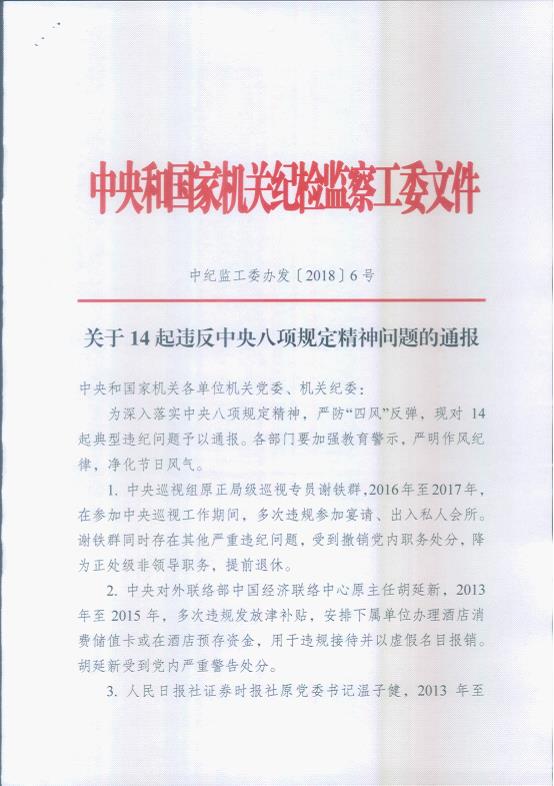 中央和国家机关纪检监察工委文件
中纪监工委办发〔2018〕6号
关于14起违反中央八项规定精神问题的通报
中央和国家机关各单位机关党委、机关纪委：
为深入落实中央八项规定精神，严防“四风”反弹，现对 14
起典型违纪问题予以通报。各部门要加强教育警示，严明作风纪
律，净化节日风气。
1. 中央巡视组原正局级巡视专员谢铁群，2016年至2017年，
在参加中央巡视工作期间，多次违规参加宴请、出入私人会所。
谢铁群同时存在其他严重违纪问题，受到撤销党内职务处分，降
为正处级非领导职务，提前退休。
2. 中央对外联络部中国经济联络中心原主任胡延新，2013
年至 2015 年，多次违规发放津补贴，安排下属单位办理酒店消
费储值卡或在酒店预存资金，用于违规接待并以虚假名目报销。
胡延新受到党内严重警告处分。
3. 人民日报社证券时报社原党委书记温子健，2013 年至